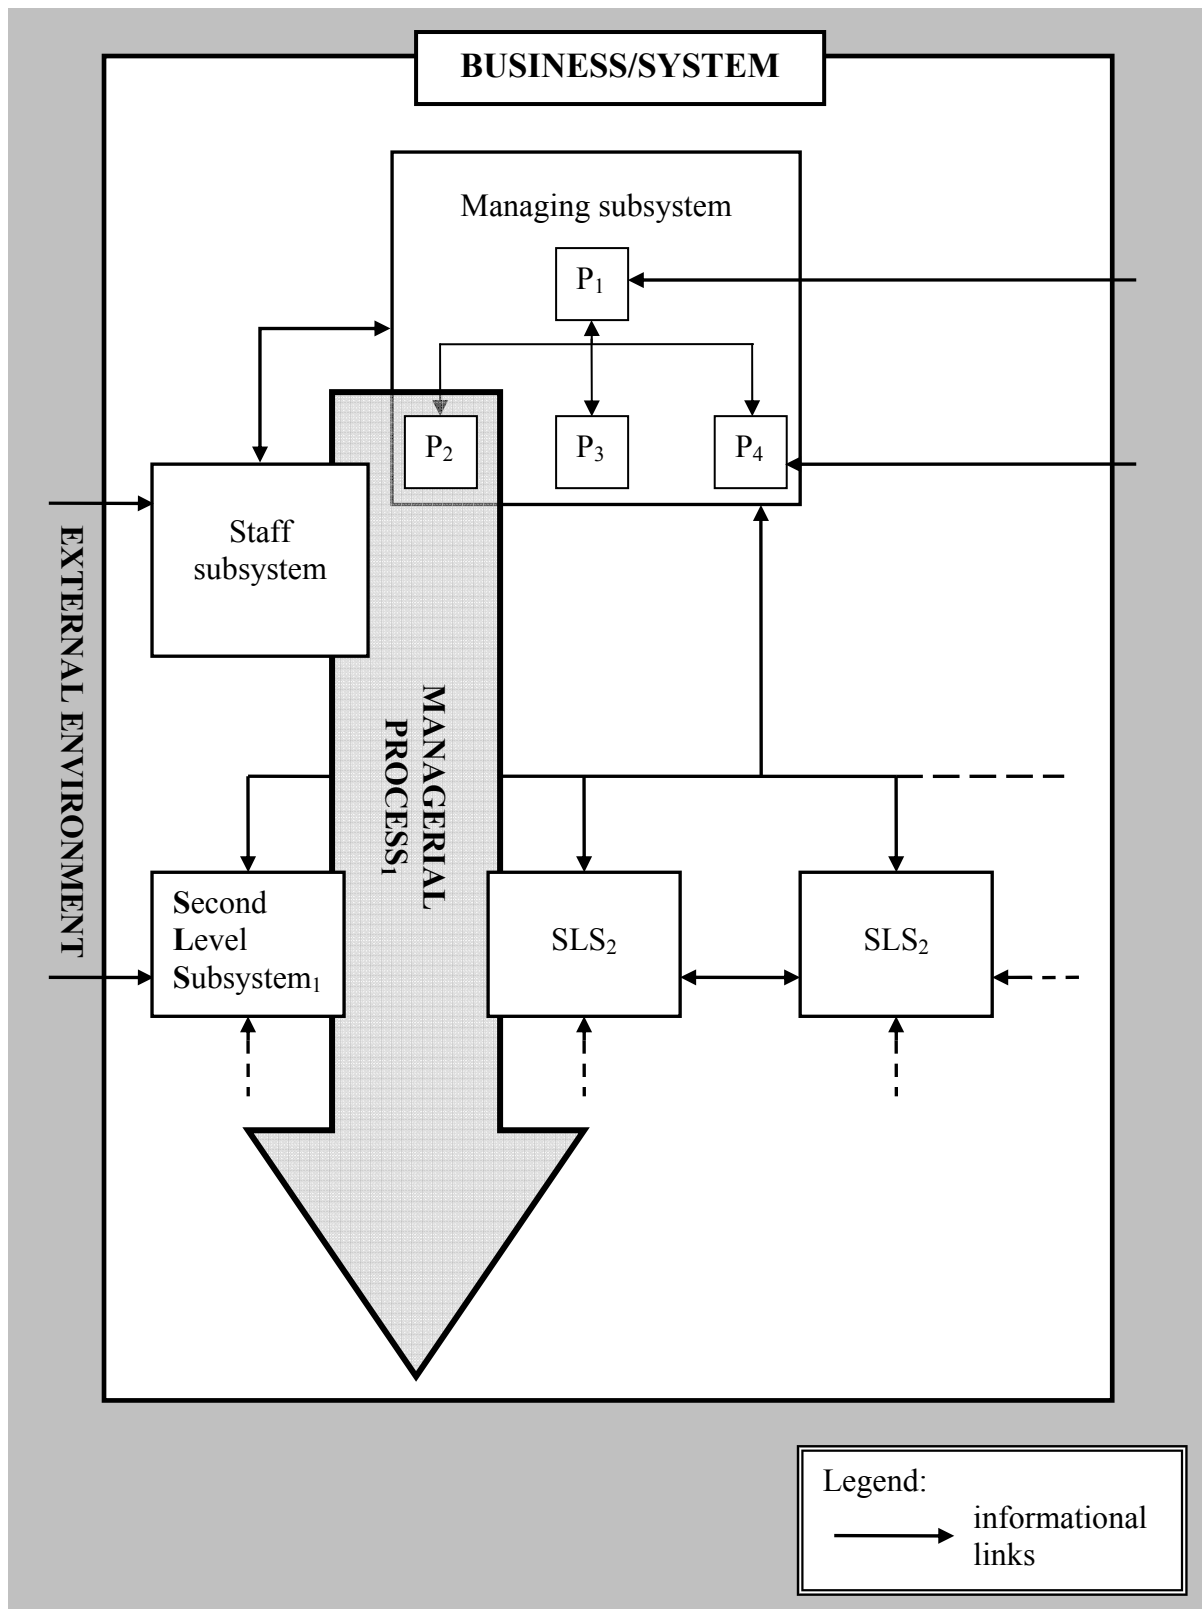 BUSINESS/SYSTEM
Managing subsystem
P₁
P₂
P₃
P₄
Staff
subsystem
EXTERNAL ENVIRONMENT
MANAGERIAL
PROCESS₁
Second
Level
Subsystem₁
SLS₂
SLS₂
Legend:
informational
links